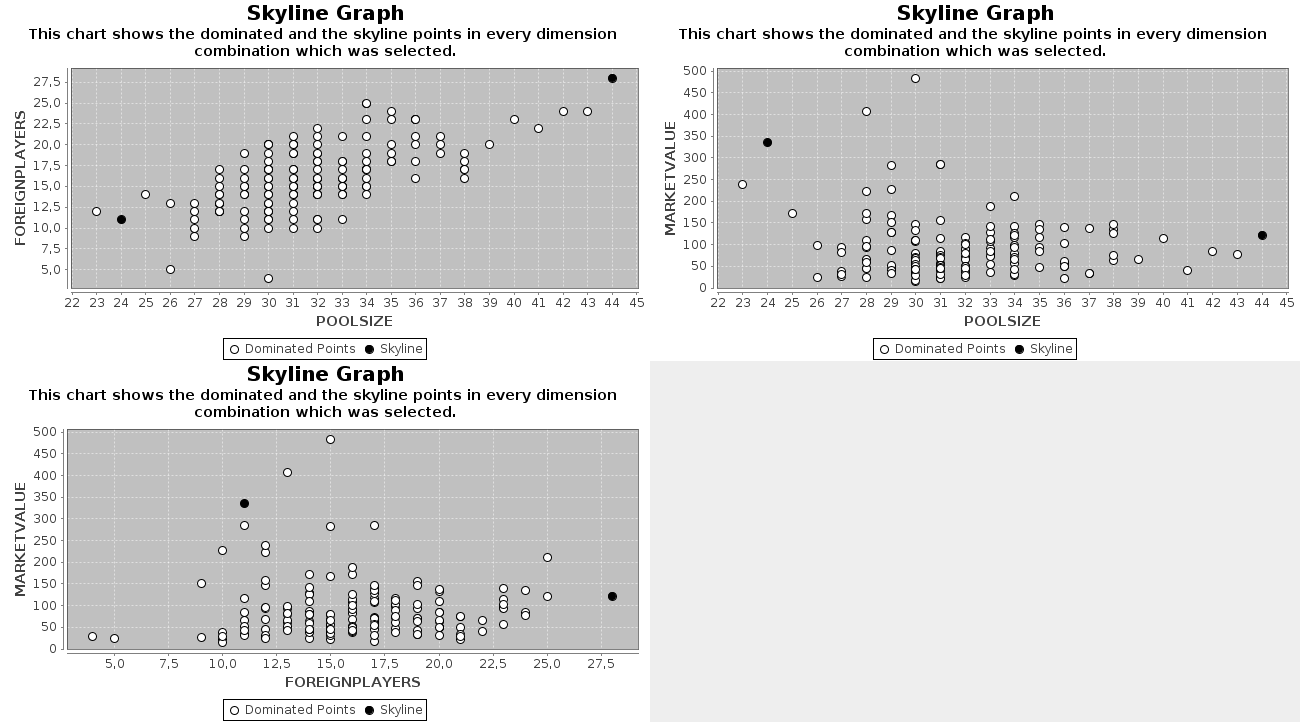 Skyline Graph
This chart shows the dominated and the skyline points in every dimension
combination which was selected.
FOREIGNPLAYERS
27,5
25,0
22,5
20,0
17,5
15,0
12,5
10,0
7,5
5,0
22 23 24 25 26 27 28 29 30 31 32 33 34 35 36 37 38 39 40 41 42 43 44 45
POOLSIZE
Dominated Points Skyline
Skyline Graph
This chart shows the dominated and the skyline points in every dimension
combination which was selected.
MARKETVALUE
500
450
400
350
300
250
200
150
100
50
0
22 23 24 25 26 27 28 29 30 31 32 33 34 35 36 37 38 39 40 41 42 43 44 45
POOLSIZE
Dominated Points Skyline
Skyline Graph
This chart shows the dominated and the skyline points in every dimension
combination which was selected.
MARKETVALUE
500
450
400
350
300
250
200
150
100
50
0
5,0 7,5 10,0 12,5 15,0 17,5 20,0 22,5 25,0 27,5
FOREIGNPLAYERS
Dominated Points Skyline